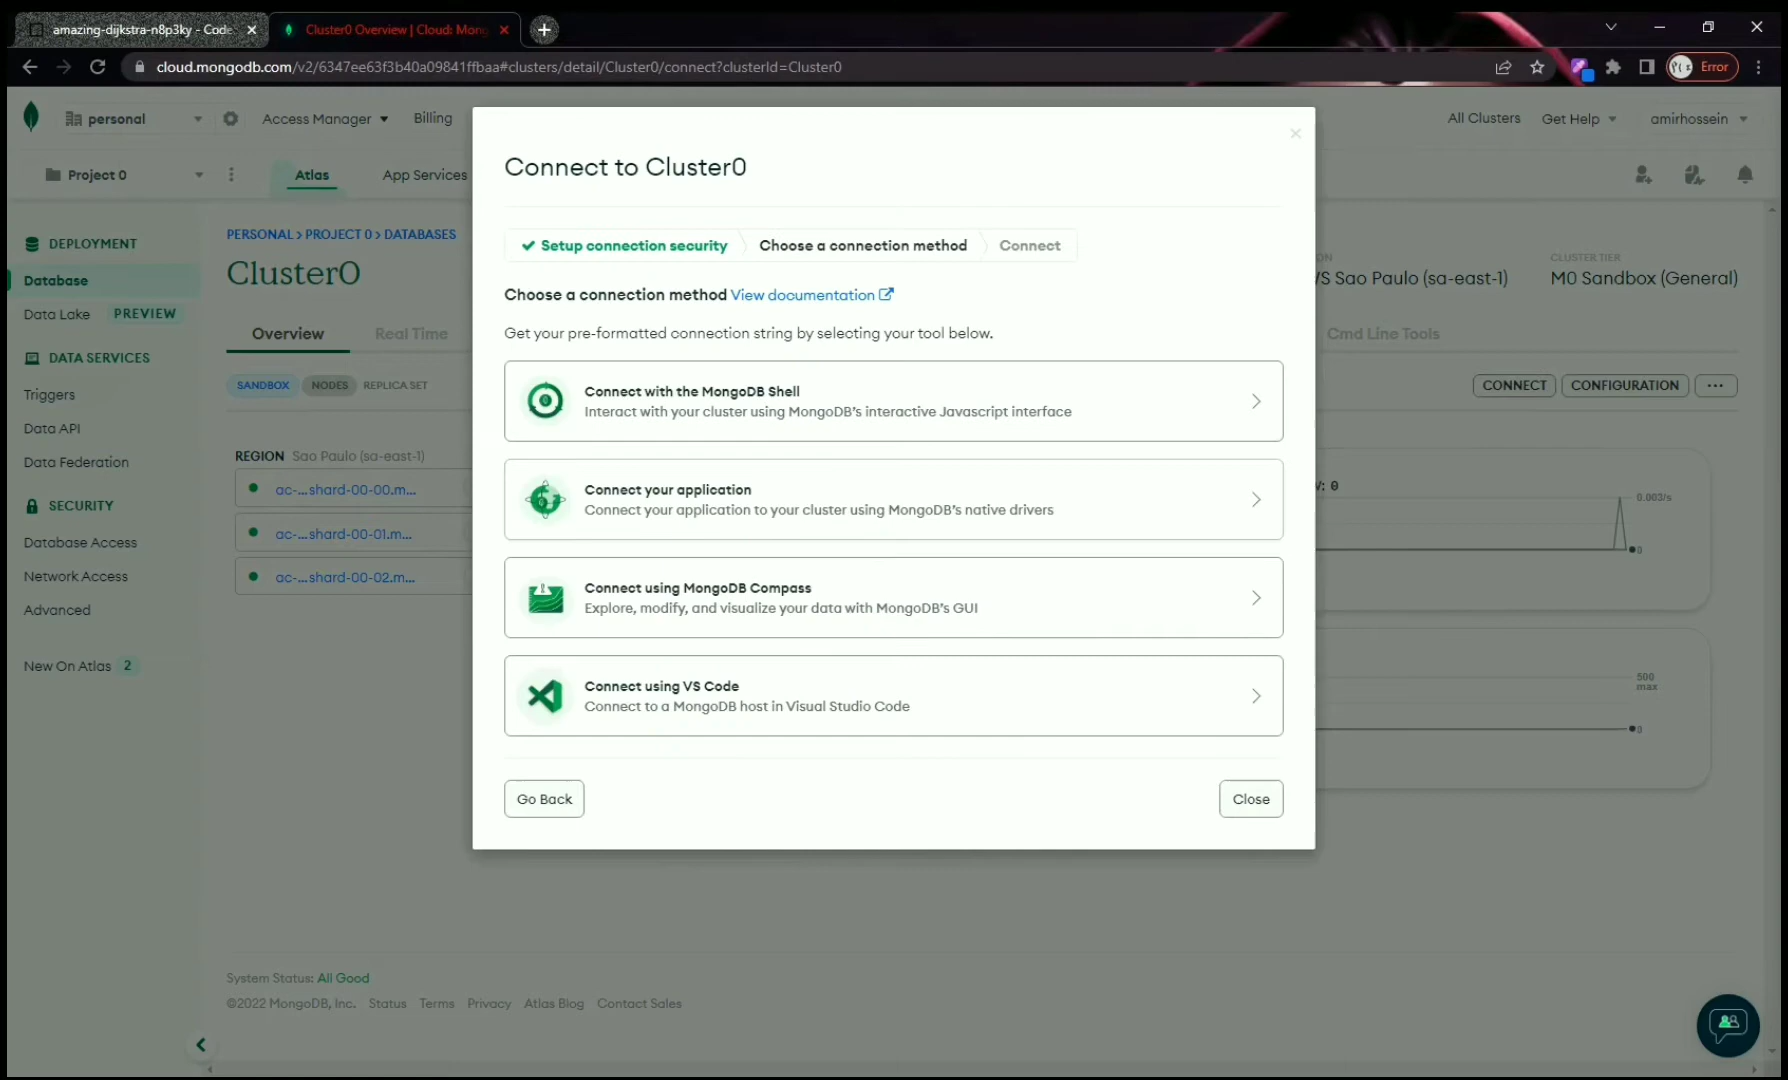 amazing-dijkstra-n8p3ky - Code
Cluster0 Overview | Cloud: Mong
cloud.mongodb.com/v2/6347ee63f3b40a09841ffbaa#clusters/detail/Cluster0/connect?clusterId=Cluster0
Error
personal
Access Manager
Billing
All Clusters
Get Help
amirhossein
Project 0
Atlas
App Services
DEPLOYMENT
Database
Data Lake PREVIEW
DATA SERVICES
Triggers
Data API
Data Federation
SECURITY
Database Access
Network Access
Advanced
New On Atlas 2
PERSONAL > PROJECT 0 > DATABASES
Cluster0
Overview
Real Time
SANDBOX
NODES
REPLICA SET
REGION Sao Paulo (sa-east-1)
ac-...shard-00-00.m...
ac-...shard-00-01.m...
ac-...shard-00-02.m...
Connect to Cluster0
Setup connection security
Choose a connection method
Connect
Choose a connection method View documentation
Get your pre-formatted connection string by selecting your tool below.
Connect with the MongoDB Shell
Interact with your cluster using MongoDB's interactive Javascript interface
Connect your application
Connect your application to your cluster using MongoDB's native drivers
Connect using MongoDB Compass
Explore, modify, and visualize your data with MongoDB's GUI
Connect using VS Code
Connect to a MongoDB host in Visual Studio Code
Go Back
Close
ON
/S Sao Paulo (sa-east-1)
CLUSTER TIER
M0 Sandbox (General)
Cmd Line Tools
CONNECT
CONFIGURATION
...
: 0
0.003/s
0
500
max
0
System Status: All Good
©2022 MongoDB, Inc. Status Terms Privacy Atlas Blog Contact Sales